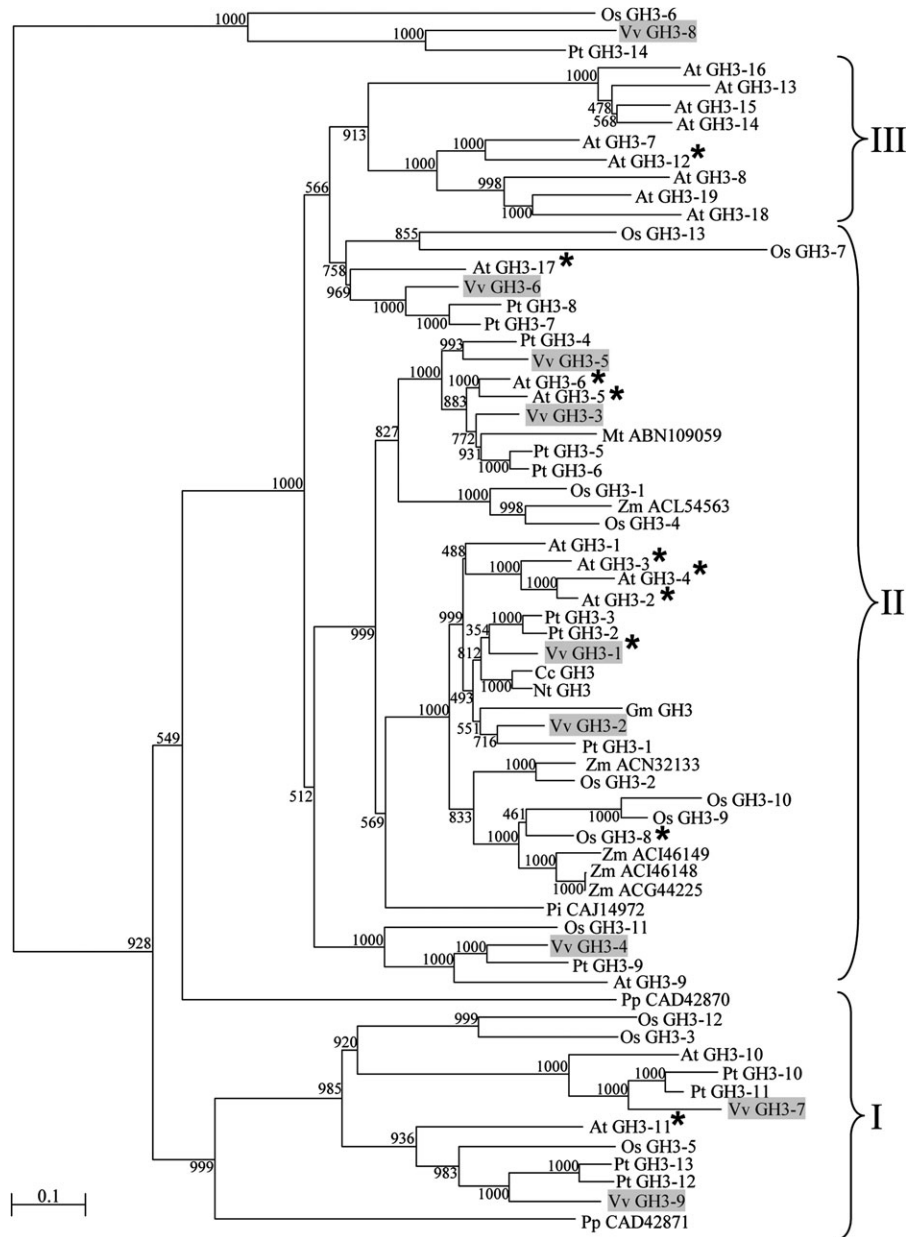 1000 Os GH3-6
1000 Vv GH3-8
Pt GH3-14
1000 At GH3-16
At GH3-13
478 At GH3-15
568 At GH3-14
913
1000 At GH3-7
1000 At GH3-12 *
III
998 At GH3-8
At GH3-19
1000 At GH3-18
566
855 Os GH3-13
Os GH3-7
758 At GH3-17 *
969 Vv GH3-6
1000 Pt GH3-8
1000 Pt GH3-7
993 Pt GH3-4
Vv GH3-5
1000 1000 At GH3-6 *
883 At GH3-5 *
Vv GH3-3
827 772 Mt ABN109059
931 Pt GH3-5
1000 Pt GH3-6
1000
1000 Os GH3-1
998 Zm ACL54563
Os GH3-4
488 At GH3-1
1000 At GH3-3 *
1000 At GH3-4 *
At GH3-2 *
II
999 999 1000 Pt GH3-3
354 Pt GH3-2
812 Vv GH3-1 *
Cc GH3
1000 Nt GH3
493
1000 Gm GH3
551 Vv GH3-2
716 Pt GH3-1
549
1000 Zm ACN32133
Os GH3-2
512
Os GH3-10
461 1000 Os GH3-9
833 Os GH3-8 *
569 1000
1000 Zm ACI46149
Zm ACI46148
1000 Zm ACG44225
Pi CAJ14972
Os GH3-11
1000 1000 Vv GH3-4
1000 Pt GH3-9
At GH3-9
928
Pp CAD42870
999 Os GH3-12
Os GH3-3
920
At GH3-10
1000 1000 Pt GH3-10
Pt GH3-11
985 1000 Vv GH3-7
I
At GH3-11 *
936 Os GH3-5
983 1000 Pt GH3-13
Pt GH3-12
999
1000 Vv GH3-9
0.1
Pp CAD42871